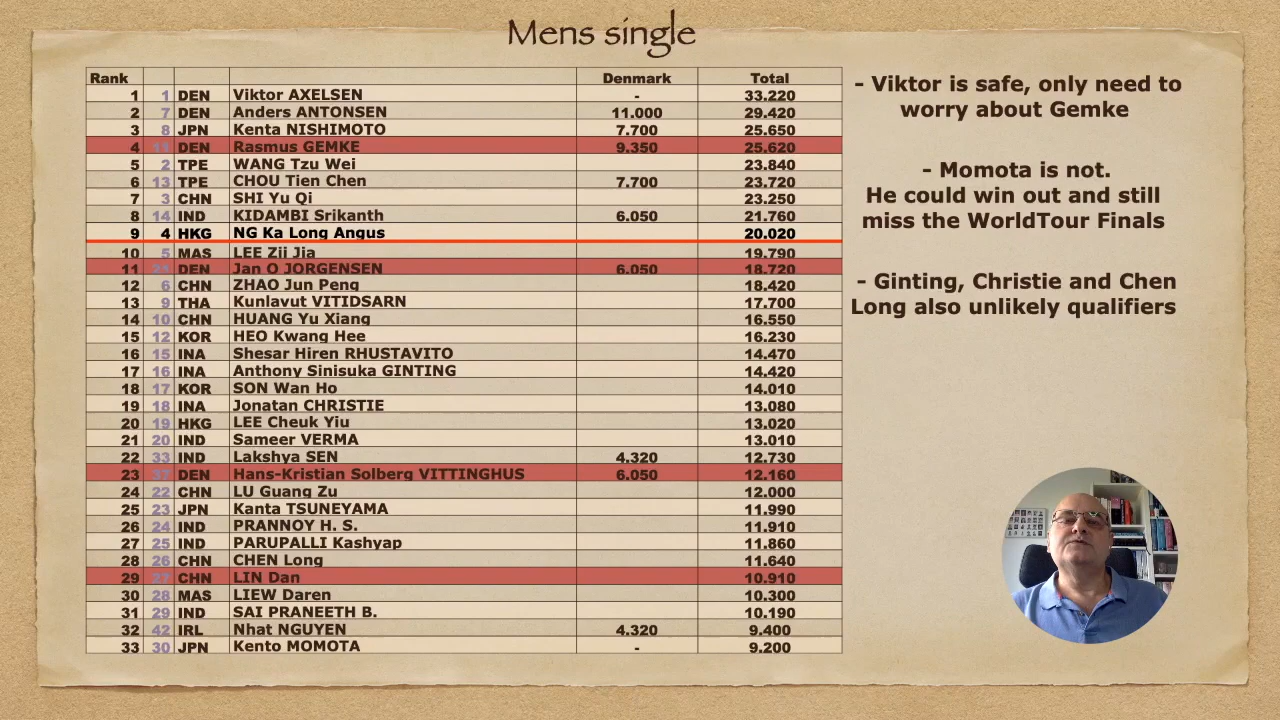 Mens single
Rank Denmark Total
1 1 DEN Viktor AXELSEN - 33.220
2 7 DEN Anders ANTONSEN 11.000 29.420
3 8 JPN Kenta NISHIMOTO 7.700 25.650
4 11 DEN Rasmus GEMKE 9.350 25.620
5 2 TPE WANG Tzu Wei 23.840
6 13 TPE CHOU Tien Chen 7.700 23.720
7 3 CHN SHI Yu Qi 23.250
8 14 IND KIDAMBI Srikanth 6.050 21.760
9 4 HKG NG Ka Long Angus 20.020
10 5 MAS LEE Zii Jia 19.790
11 DEN Jan O JORGENSEN 6.050 18.720
12 6 CHN ZHAO Jun Peng 18.420
13 9 THA Kunlavut VITIDSARN 17.700
14 10 CHN HUANG Yu Xiang 16.550
15 12 KOR HEO Kwang Hee 16.230
16 15 INA Shesar Hiren RHUSTAVITO 14.470
17 16 INA Anthony Sinisuka GINTING 14.420
18 17 KOR SON Wan Ho 14.010
19 18 INA Jonatan CHRISTIE 13.080
20 19 HKG LEE Cheuk Yiu 13.020
21 20 IND Sameer VERMA 13.010
22 33 IND Lakshya SEN 4.320 12.730
23 37 DEN Hans-Kristian Solberg VITTINGHUS 6.050 12.160
24 22 CHN LU Guang Zu 12.000
25 23 JPN Kanta TSUNEYAMA 11.990
26 24 IND PRANNOY H. S. 11.910
27 25 IND PARUPALLI Kashyap 11.860
28 26 CHN CHEN Long 11.640
29 27 CHN LIN Dan 10.910
30 28 MAS LIEW Daren 10.300
31 29 IND SAI PRANEETH B. 10.190
32 42 IRL Nhat NGUYEN 4.320 9.400
33 30 JPN Kento MOMOTA - 9.200
- Viktor is safe, only need to
worry about Gemke
- Momota is not.
He could win out and still
miss the WorldTour Finals
- Ginting, Christie and Chen
Long also unlikely qualifiers